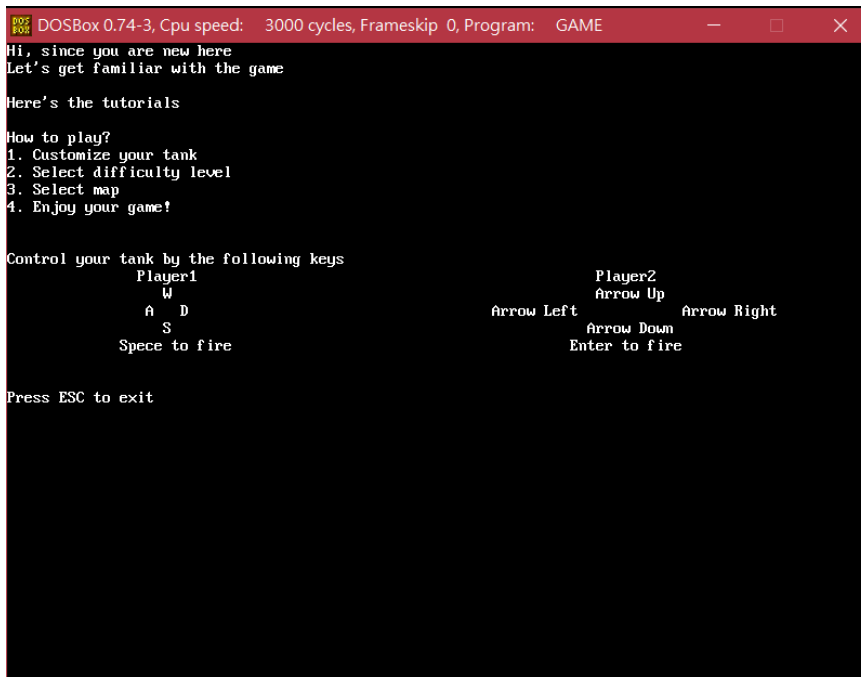 DOSBox 0.74-3, Cpu speed: 3000 cycles, Frameskip 0, Program: GAME
Hi, since you are new here
Let's get familiar with the game
Here's the tutorials
How to play?
1. Customize your tank
2. Select difficulty level
3. Select map
4. Enjoy your game!
Control your tank by the following keys
Player1 Player2
W Arrow Up
A D Arrow Left Arrow Right
S Arrow Down
Spece to fire Enter to fire
Press ESC to exit